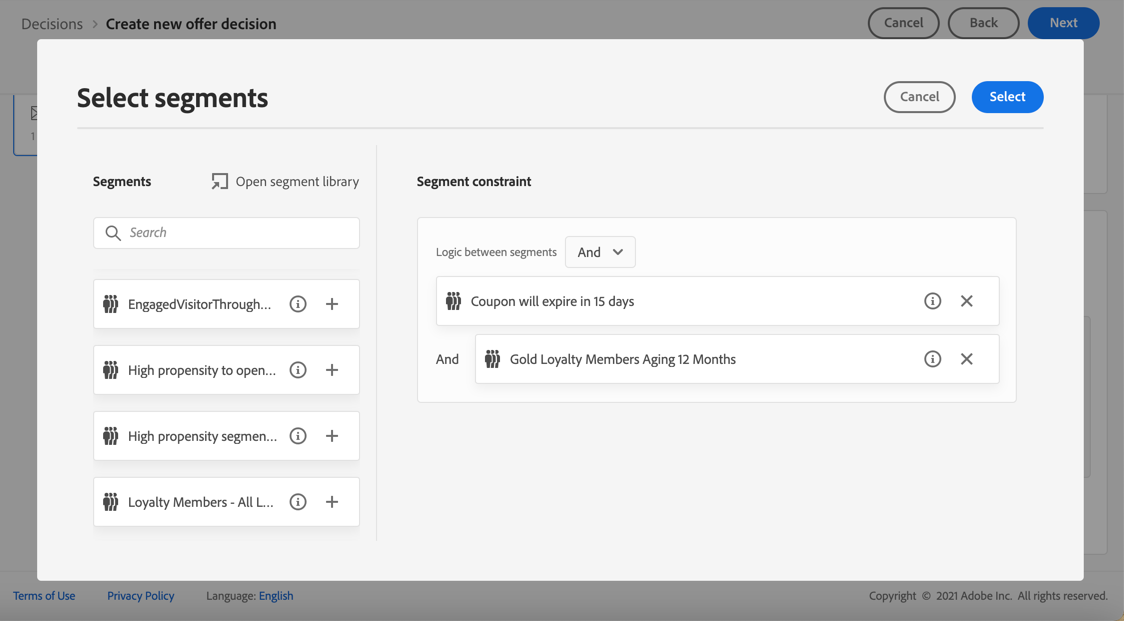 Decisions > Create new offer decision
Cancel
Back
Next
Select segments
Cancel
Select
Segments
Open segment library
Search
EngagedVisitorThrough...
High propensity to open...
High propensity segmen...
Loyalty Members - All L...
Segment constraint
Logic between segments And
Coupon will expire in 15 days
And Gold Loyalty Members Aging 12 Months
1
Terms of Use
Privacy Policy
Language: English
Copyright © 2021 Adobe Inc. All rights reserved.